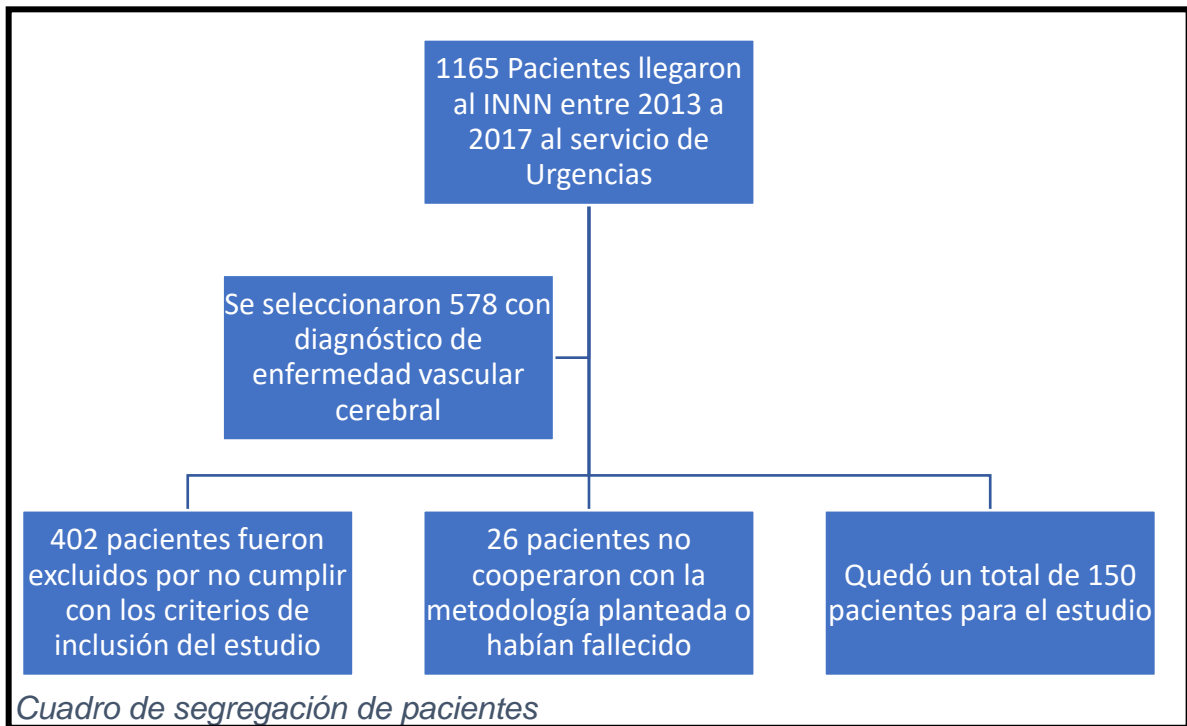 1165 Pacientes llegaron
al INNN entre 2013 a
2017 al servicio de
Urgencias
Se seleccionaron 578 con
diagnóstico de
enfermedad vascular
cerebral
402 pacientes fueron
excluidos por no cumplir
con los criterios de
inclusión del estudio
26 pacientes no
cooperaron con la
metodología planteada o
habían fallecido
Quedó un total de 150
pacientes para el estudio
Cuadro de segregación de pacientes